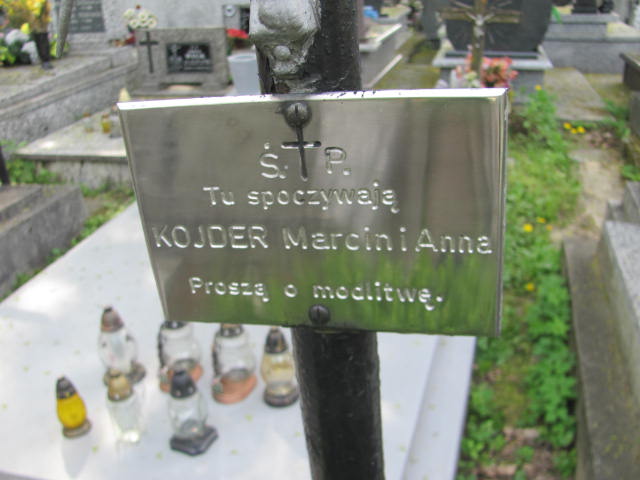 Ś. P.
Tu spoczywają
KOJDER Marcin i Anna
Proszą o modlitwę.